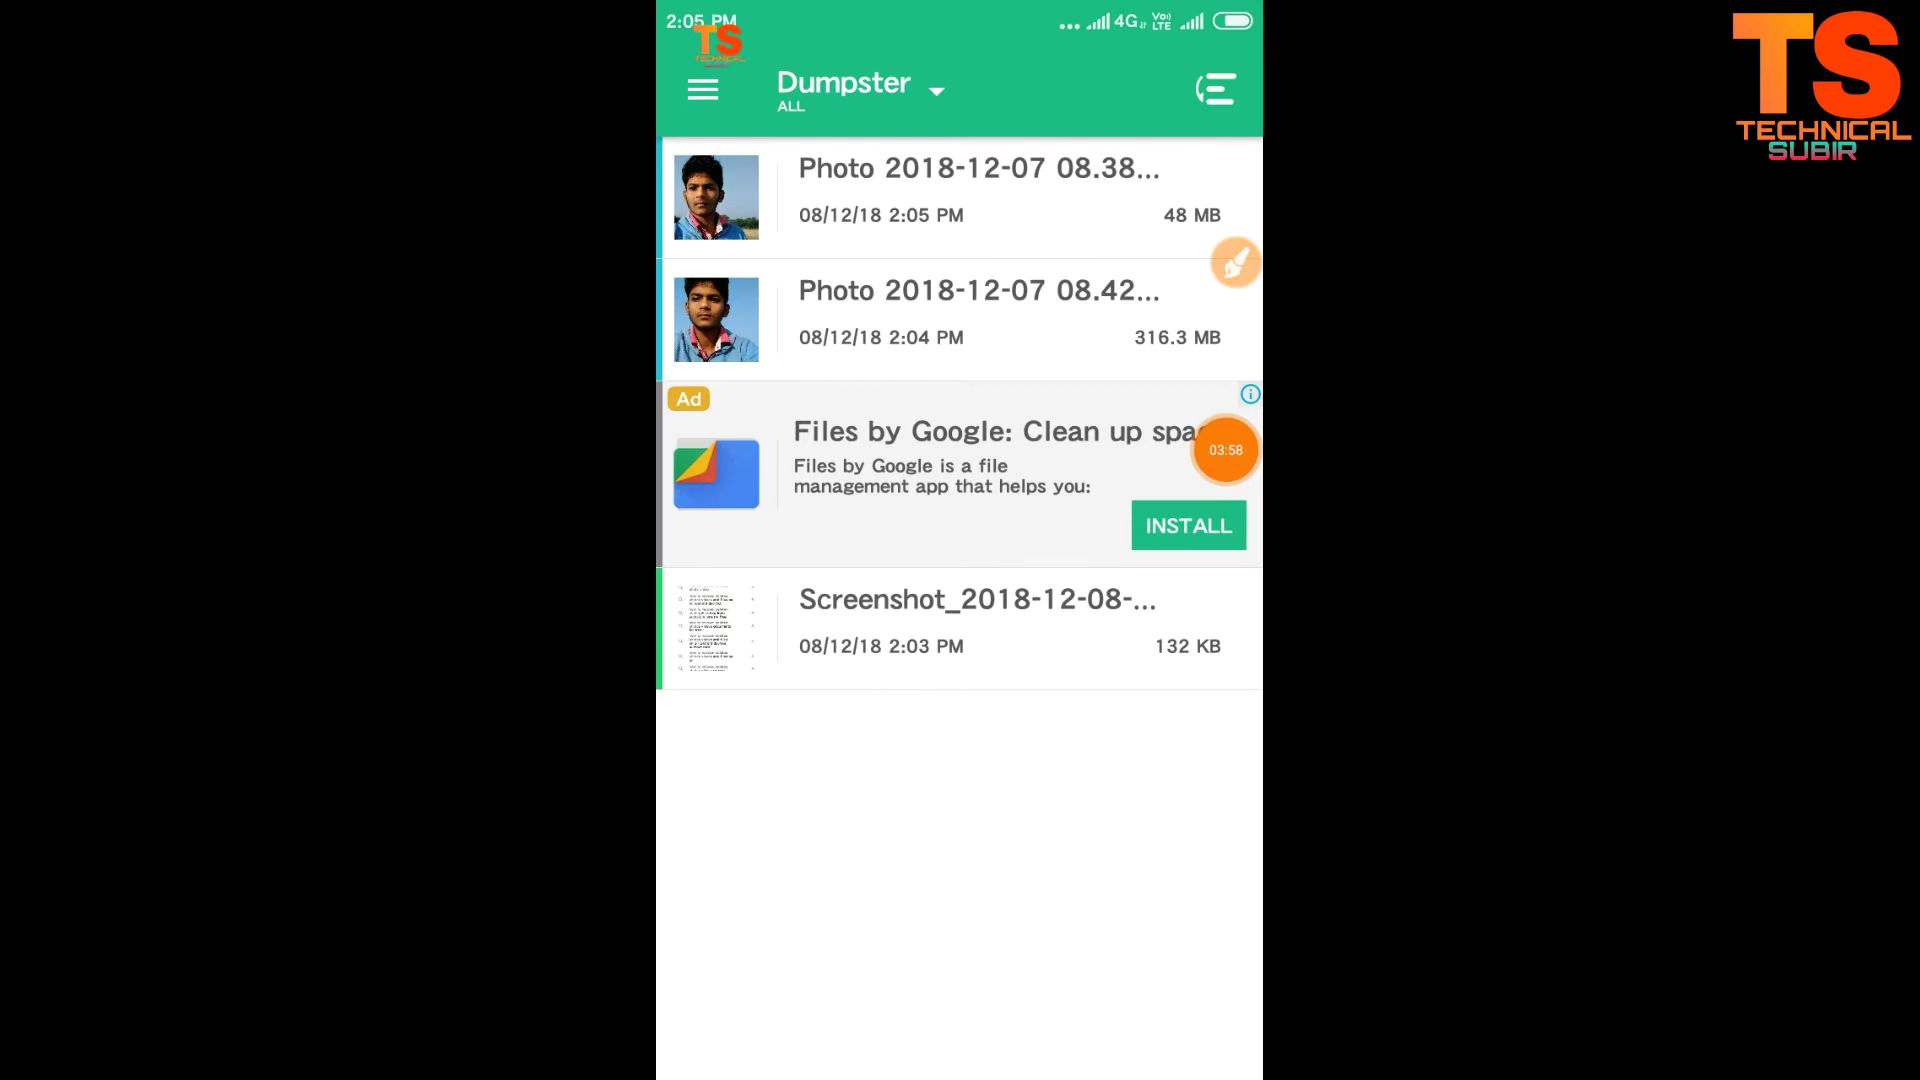 2:05 PM
4G
Vo))
LTE
TS
TECHNICAL
Dumpster
ALL
TS
TECHNICAL
SUBIR
Photo 2018-12-07 08.38...
08/12/18 2:05 PM
48 MB
Photo 2018-12-07 08.42...
08/12/18 2:04 PM
316.3 MB
Ad
Files by Google: Clean up spa
03:58
Files by Google is a file
management app that helps you:
INSTALL
Screenshot_2018-12-08-...
08/12/18 2:03 PM
132 KB